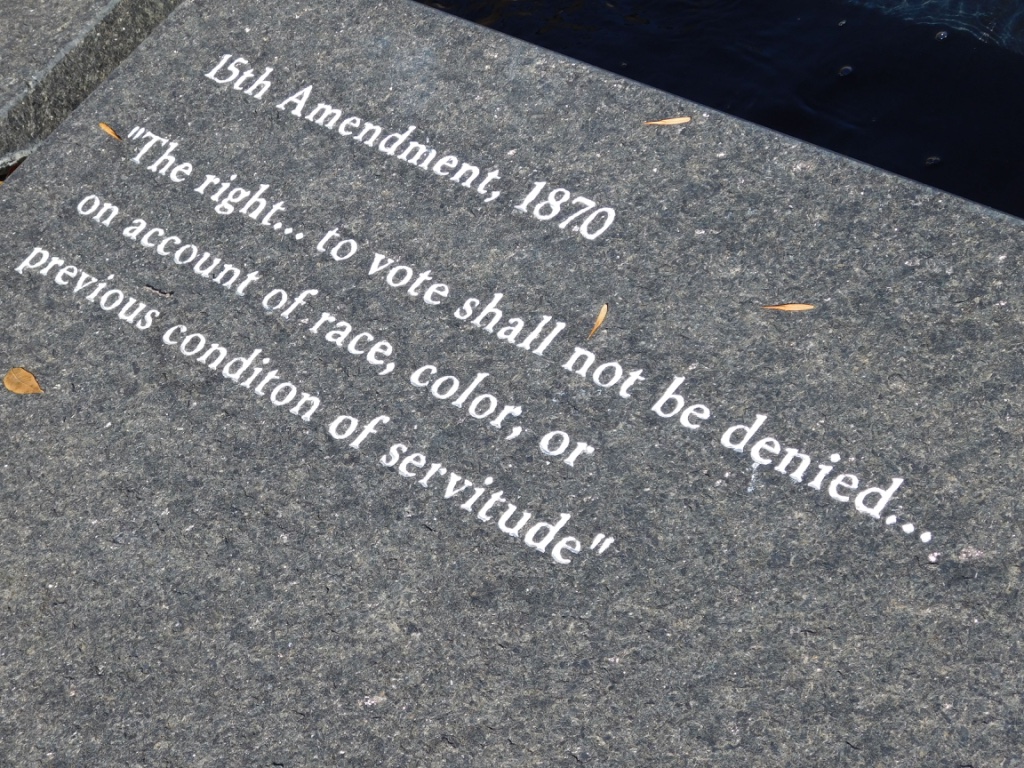 15th Amendment, 1870
"The right... to vote shall not be denied...
on account of race, color, or
previous conditon of servitude"